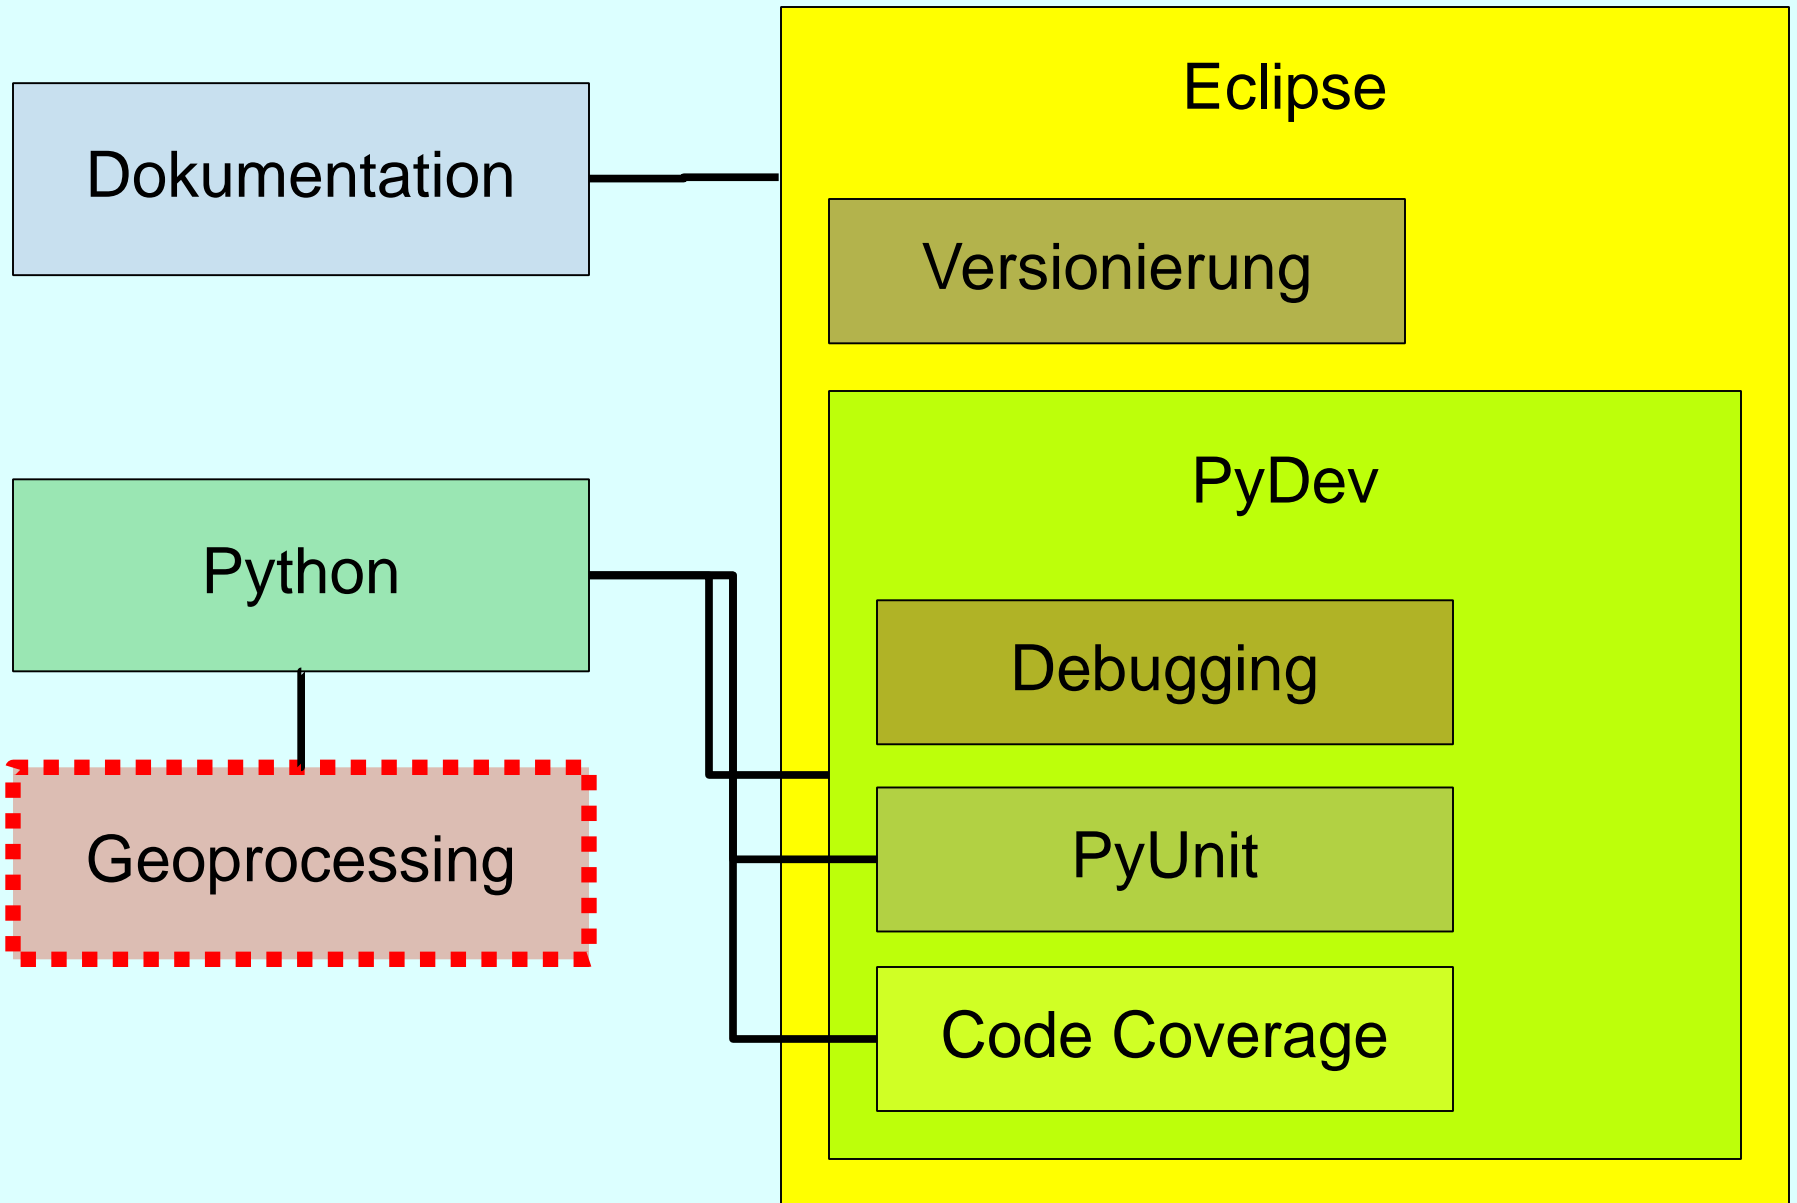 Eclipse
Dokumentation
Versionierung
PyDev
Python
Debugging
Geoprocessing
PyUnit
Code Coverage